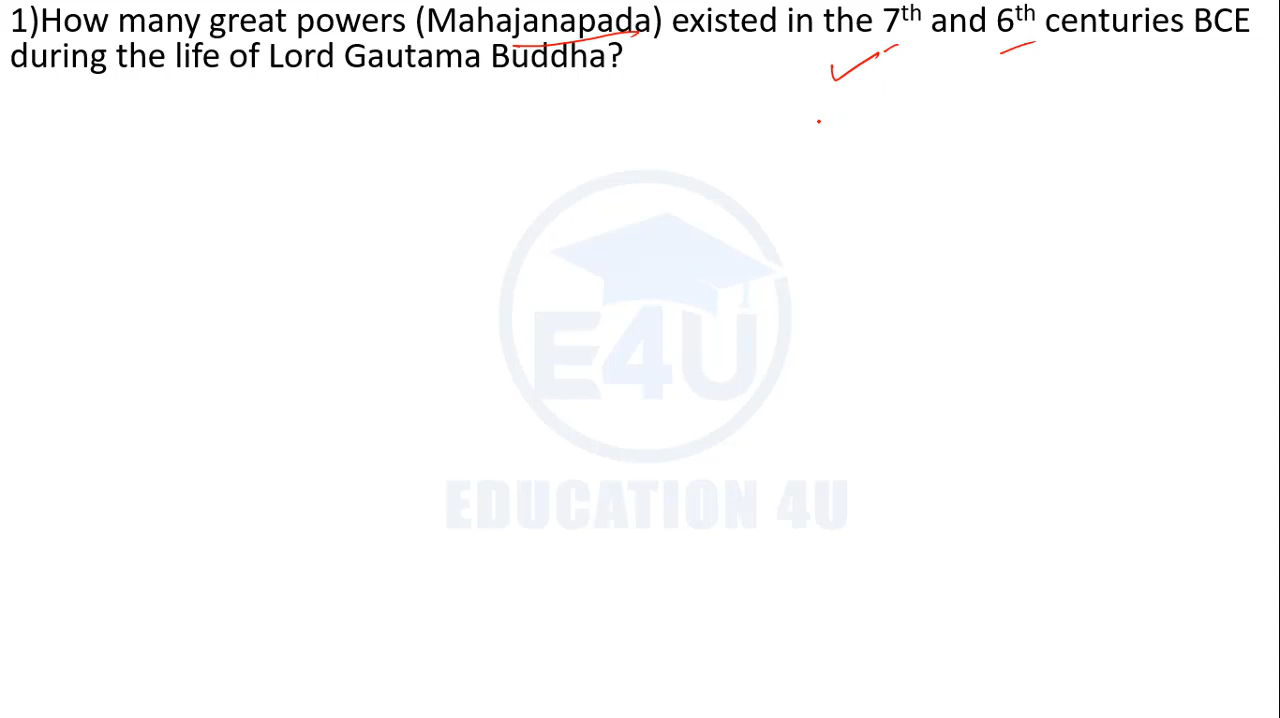 1)How many great powers (Mahajanapada) existed in the 7th and 6th centuries BCE
during the life of Lord Gautama Buddha?
E4U
EDUCATION 4U